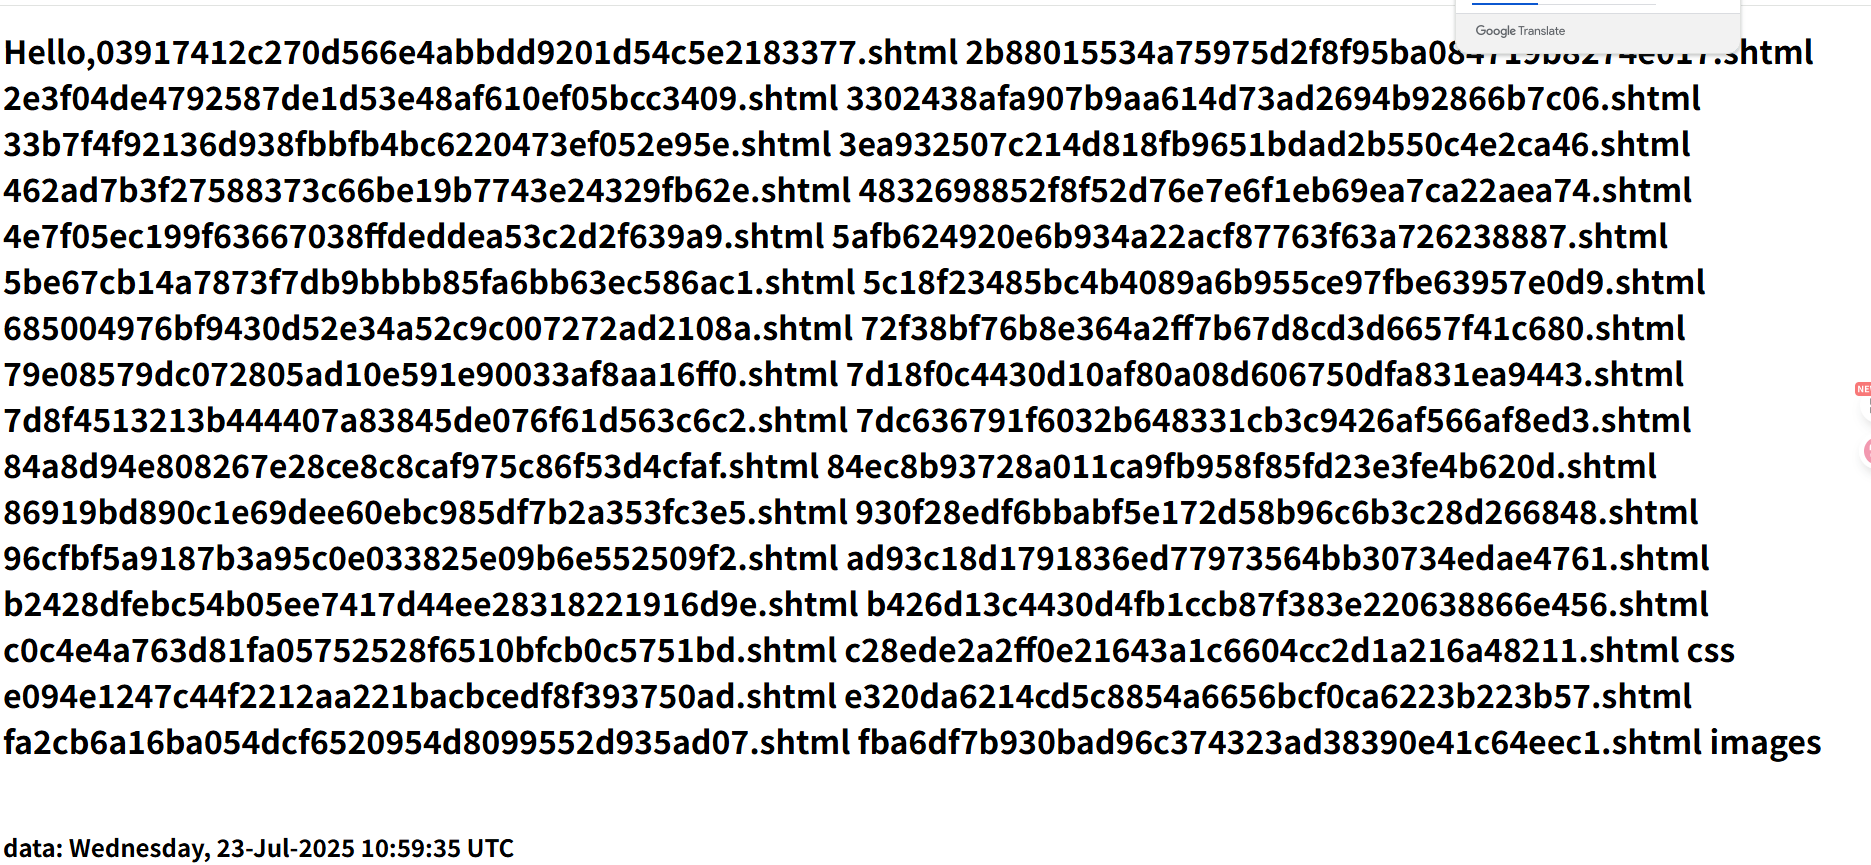 Google Translate
Hello,03917412c270d566e4abbdd9201d54c5e2183377.shtml
2e3f04de4792587de1d53e48af610ef05bcc3409.shtml 3302438afa907b9aa614d73ad2694b92866b7c06.shtml
33b7f4f92136d938fbbfb4bc6220473ef052e95e.shtml 3ea932507c214d818fb9651bdad2b550c4e2ca46.shtml
462ad7b3f27588373c66be19b7743e24329fb62e.shtml 4832698852f8f52d76e7e6f1eb69ea7ca22aea74.shtml
4e7f05ec199f63667038ffdeddea53c2d2f639a9.shtml 5afb624920e6b934a22acf87763f63a726238887.shtml
5be67cb14a7873f7db9bbbb85fa6bb63ec586ac1.shtml 5c18f23485bc4b4089a6b955ce97fbe63957e0d9.shtml
685004976bf9430d52e34a52c9c007272ad2108a.shtml 72f38bf76b8e364a2ff7b67d8cd3d6657f41c680.shtml
79e08579dc072805ad10e591e90033af8aa16ff0.shtml 7d18f0c4430d10af80a08d606750dfa831ea9443.shtml
7d8f4513213b444407a83845de076f61d563c6c2.shtml 7dc636791f6032b648331cb3c9426af566af8ed3.shtml
84a8d94e808267e28ce8c8caf975c86f53d4cfaf.shtml 84ec8b93728a011ca9fb958f85fd23e3fe4b620d.shtml
86919bd890c1e69dee60ebc985df7b2a353fc3e5.shtml 930f28edf6bbabf5e172d58b96c6b3c28d266848.shtml
96cfbf5a9187b3a95c0e033825e09b6e552509f2.shtml ad93c18d1791836ed77973564bb30734edae4761.shtml
b2428dfebc54b05ee7417d44ee28318221916d9e.shtml b426d13c4430d4fb1ccb87f383e220638866e456.shtml
c0c4e4a763d81fa05752528f6510bfcb0c5751bd.shtml c28ede2a2ff0e21643a1c6604cc2d1a216a48211.shtml css
e094e1247c44f2212aa221bacbcedf8f393750ad.shtml e320da6214cd5c8854a6656bcf0ca6223b223b57.shtml
fa2cb6a16ba054dcf6520954d8099552d935ad07.shtml fba6df7b930bad96c374323ad38390e41c64eec1.shtml images
data: Wednesday, 23-Jul-2025 10:59:35 UTC